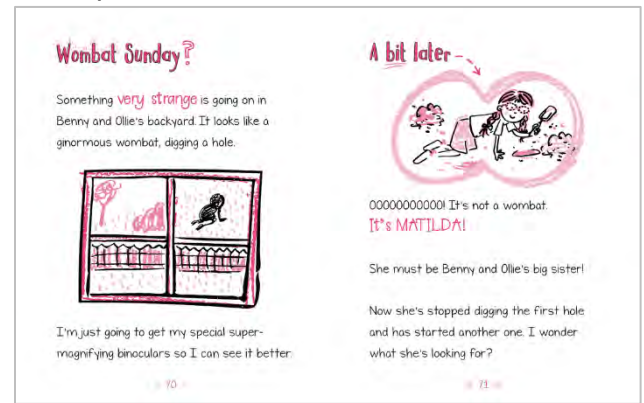 Wombat Sunday?
Something very strange is going on in
Benny and Ollie's backyard. It looks like a
ginormous wombat, digging a hole.
I'm just going to get my special super-
magnifying binoculars so I can see it better.
70
A bit later
OOOOOOOOOOO! It's not a wombat.
It's MATILDA!
She must be Benny and Ollie's big sister!
Now she's stopped digging the first hole
and has started another one. I wonder
what she's looking for?
71